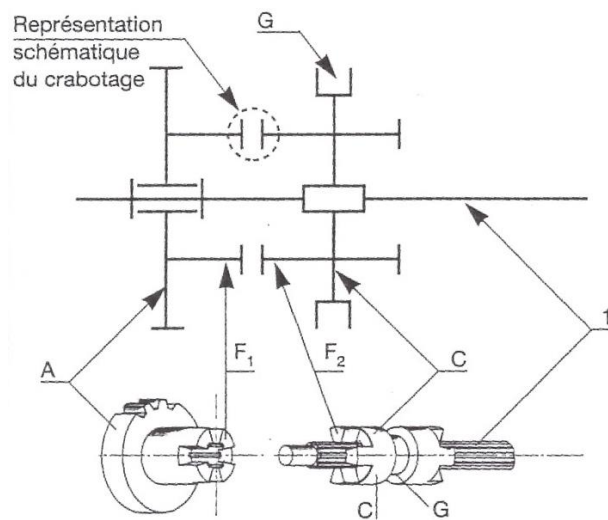 Représentation
schématique
du crabotage
G
A
F1
F2
C
1
C
G